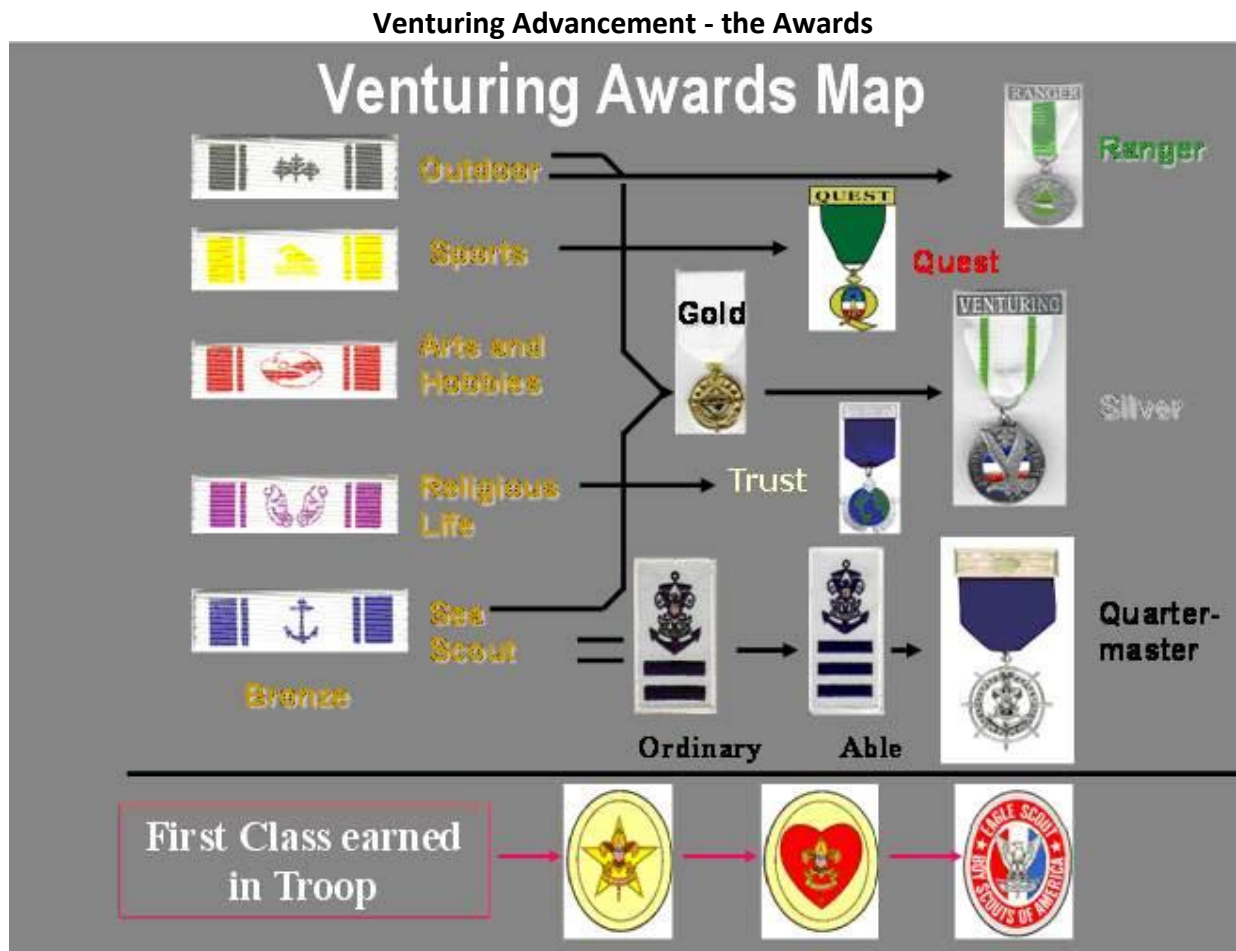 Venturing Advancement - the Awards
Venturing Awards Map
RANGER
Outdoor
Ranger
QUEST
Sports
Quest
Gold
VENTURING
Arts and
Hobbies
Silver
Religious
Life
Trust
Sea
Scout
Quarter-
master
Bronze
Ordinary
Able
First Class earned
in Troop
EAGLE SCOUT
BOY SCOUTS OF AMERICA